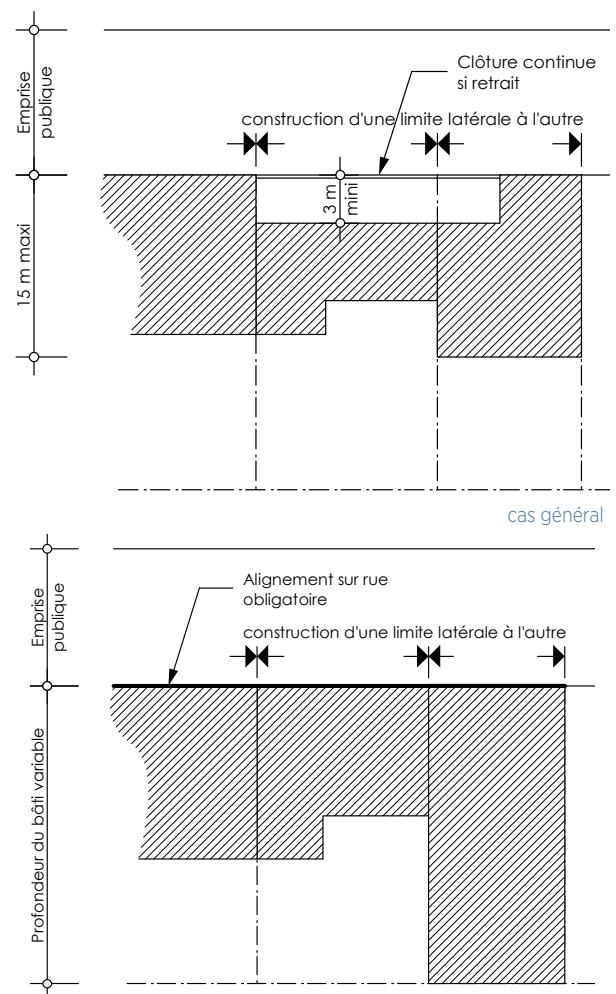 Emprise
publique
Clôture continue
si retrait
construction d'une limite latérale à l'autre
15 m maxi
3 m
mini
cas général
Emprise
publique
Alignement sur rue
obligatoire
construction d'une limite latérale à l'autre
Profondeur du bâti variable